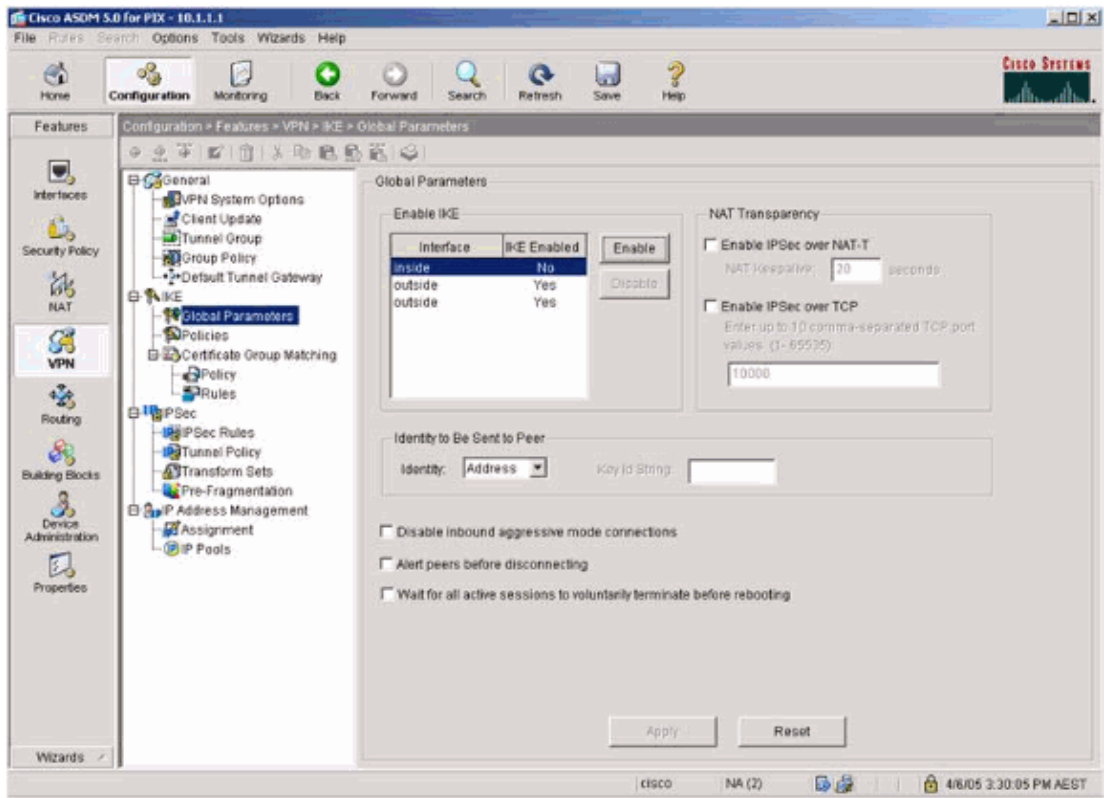 Cisco ASDM 5.0 for PIX - 10.1.1.1
File Rules Search Options Tools Wizards Help
Home Configuration Monitoring Back Forward Search Refresh Save Help
CISCO SYSTEMS
Features
Configuration > Features > VPN > IKE > Global Parameters
Interfaces
Security Policy
NAT
VPN
Routing
Building Blocks
Device Administration
Properties
Wizards
General
VPN System Options
Client Update
Tunnel Group
Group Policy
Default Tunnel Gateway
IKE
Global Parameters
Policies
Certificate Group Matching
Policy
Rules
IPSec
IPSec Rules
Tunnel Policy
Transform Sets
Pre-Fragmentation
IP Address Management
Assignment
IP Pools
Global Parameters
Enable IKE
Interface IKE Enabled
inside No
outside Yes
outside Yes
Enable
Disable
NAT Transparency
Enable IPSec over NAT-T
NAT Keepalive: 20 seconds
Enable IPSec over TCP
Enter up to 10 comma-separated TCP port
values (1- 65535):
10000
Identity to Be Sent to Peer
Identity: Address Key Id String:
Disable inbound aggressive mode connections
Alert peers before disconnecting
Wait for all active sessions to voluntarily terminate before rebooting
Apply Reset
cisco NA (2) 4/6/05 3:30:05 PM AEST